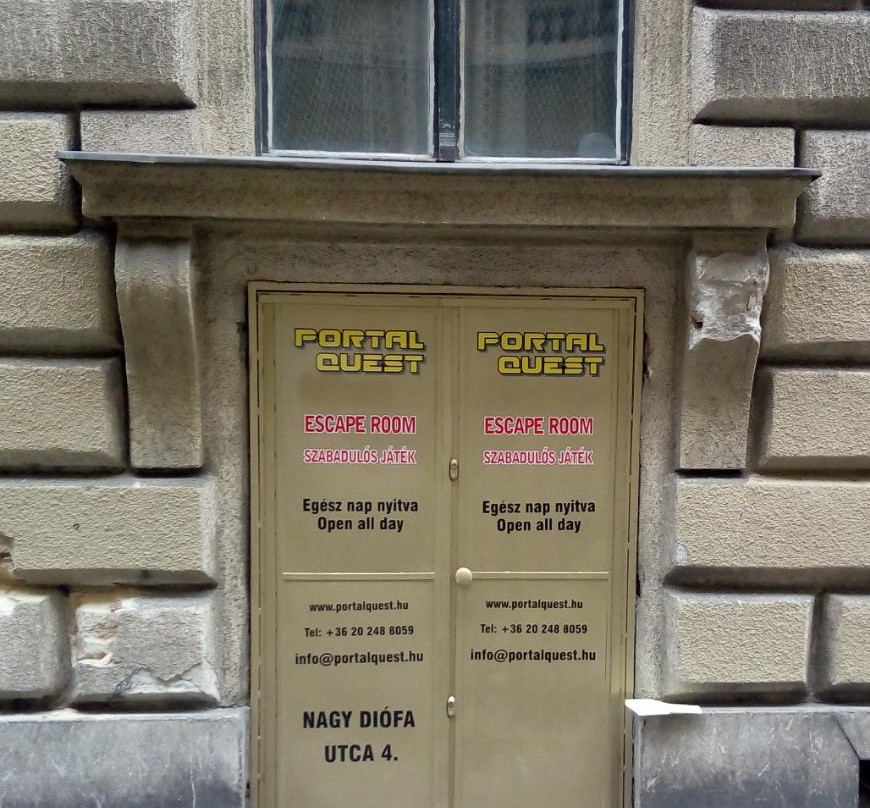 PORTAL
QUEST
ESCAPE ROOM
SZABADULÓS JÁTÉK
Egész nap nyitva
Open all day
www.portalquest.hu
Tel: +36 20 248 8059
info@portalquest.hu
NAGY DIÓFA
UTCA 4.
PORTAL
QUEST
ESCAPE ROOM
SZABADULÓS JÁTÉK
Egész nap nyitva
Open all day
www.portalquest.hu
Tel: +36 20 248 8059
info@portalquest.hu